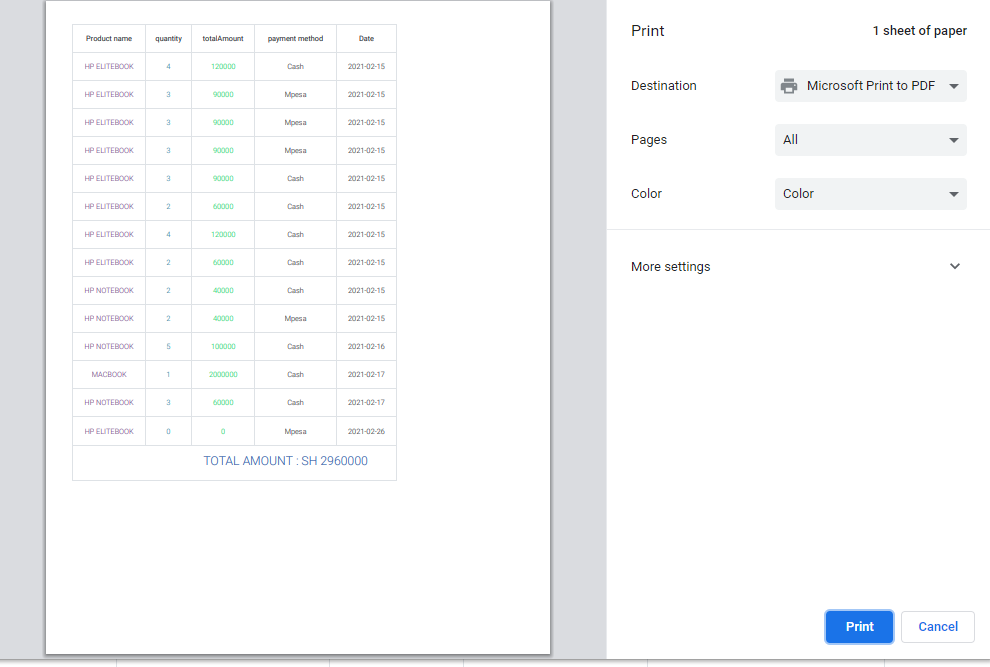 Product name quantity totalAmount payment method Date
HP ELITEBOOK 4 120000 Cash 2021-02-15
HP ELITEBOOK 3 90000 Mpesa 2021-02-15
HP ELITEBOOK 3 90000 Mpesa 2021-02-15
HP ELITEBOOK 3 90000 Mpesa 2021-02-15
HP ELITEBOOK 3 90000 Cash 2021-02-15
HP ELITEBOOK 2 60000 Cash 2021-02-15
HP ELITEBOOK 4 120000 Cash 2021-02-15
HP ELITEBOOK 2 60000 Cash 2021-02-15
HP NOTEBOOK 2 40000 Cash 2021-02-15
HP NOTEBOOK 2 40000 Mpesa 2021-02-15
HP NOTEBOOK 5 100000 Cash 2021-02-16
MACBOOK 1 2000000 Cash 2021-02-17
HP NOTEBOOK 3 60000 Cash 2021-02-17
HP ELITEBOOK 0 0 Mpesa 2021-02-26
TOTAL AMOUNT : SH 2960000
Print 1 sheet of paper
Destination Microsoft Print to PDF
Pages All
Color Color
More settings
Print Cancel